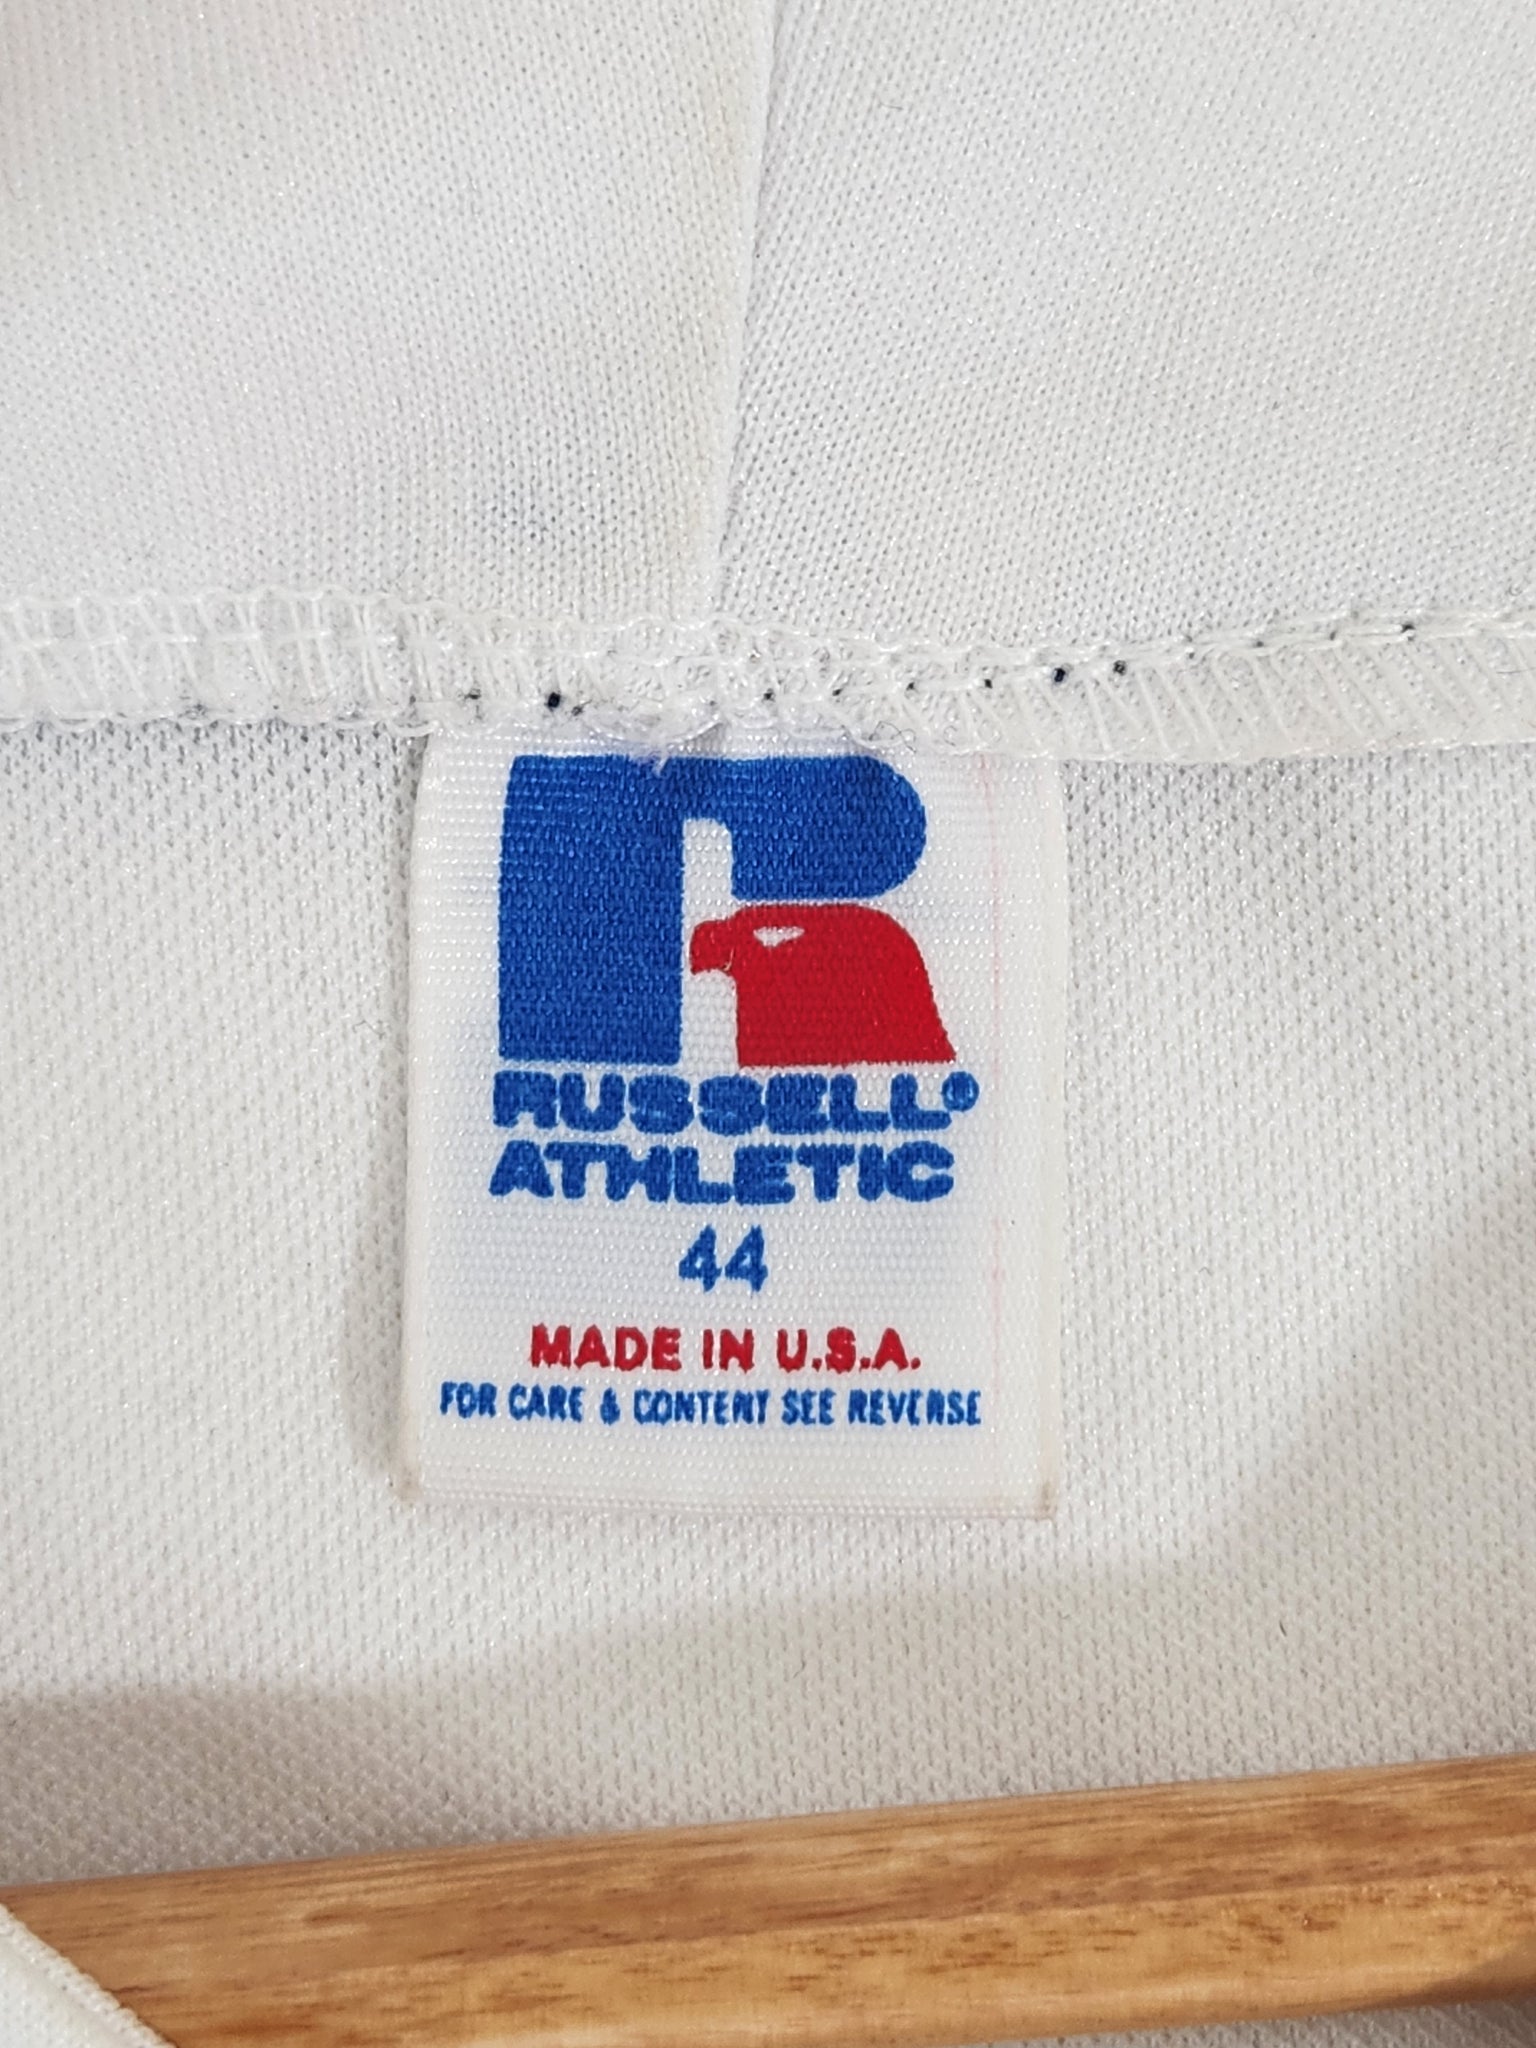 RUSSELL®
ATHLETIC
44
MADE IN U.S.A.
FOR CARE & CONTENT SEE REVERSE